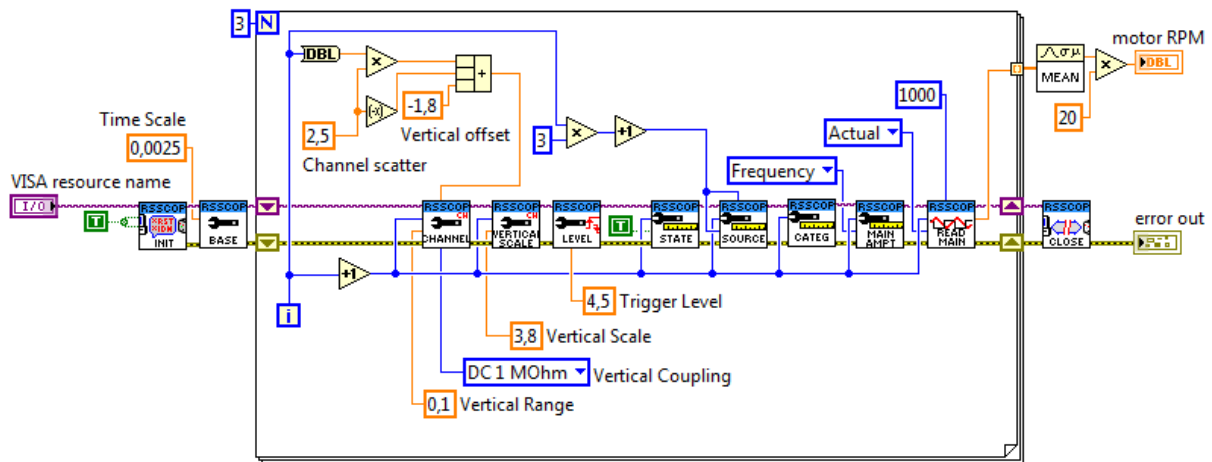 3 N
DBL
motor RPM
MEAN
DBL
-1,8
1000
20
Time Scale
2,5
Vertical offset
3
+1
Actual
0,0025
Channel scatter
VISA resource name
Frequency
I/O
T
RSSCOP
INIT
RSSCOP
BASE
RSSCOP
CH
CHANNEL
RSSCOP
CH
VERTICAL
SCALE
RSSCOP
LEVEL
T
RSSCOP
STATE
RSSCOP
SOURCE
RSSCOP
CATEG
RSSCOP
MAIN
AMPT
RSSCOP
READ
MAIN
RSSCOP
CLOSE
error out
+1
i
4,5 Trigger Level
3,8 Vertical Scale
DC 1 MOhm Vertical Coupling
0,1 Vertical Range